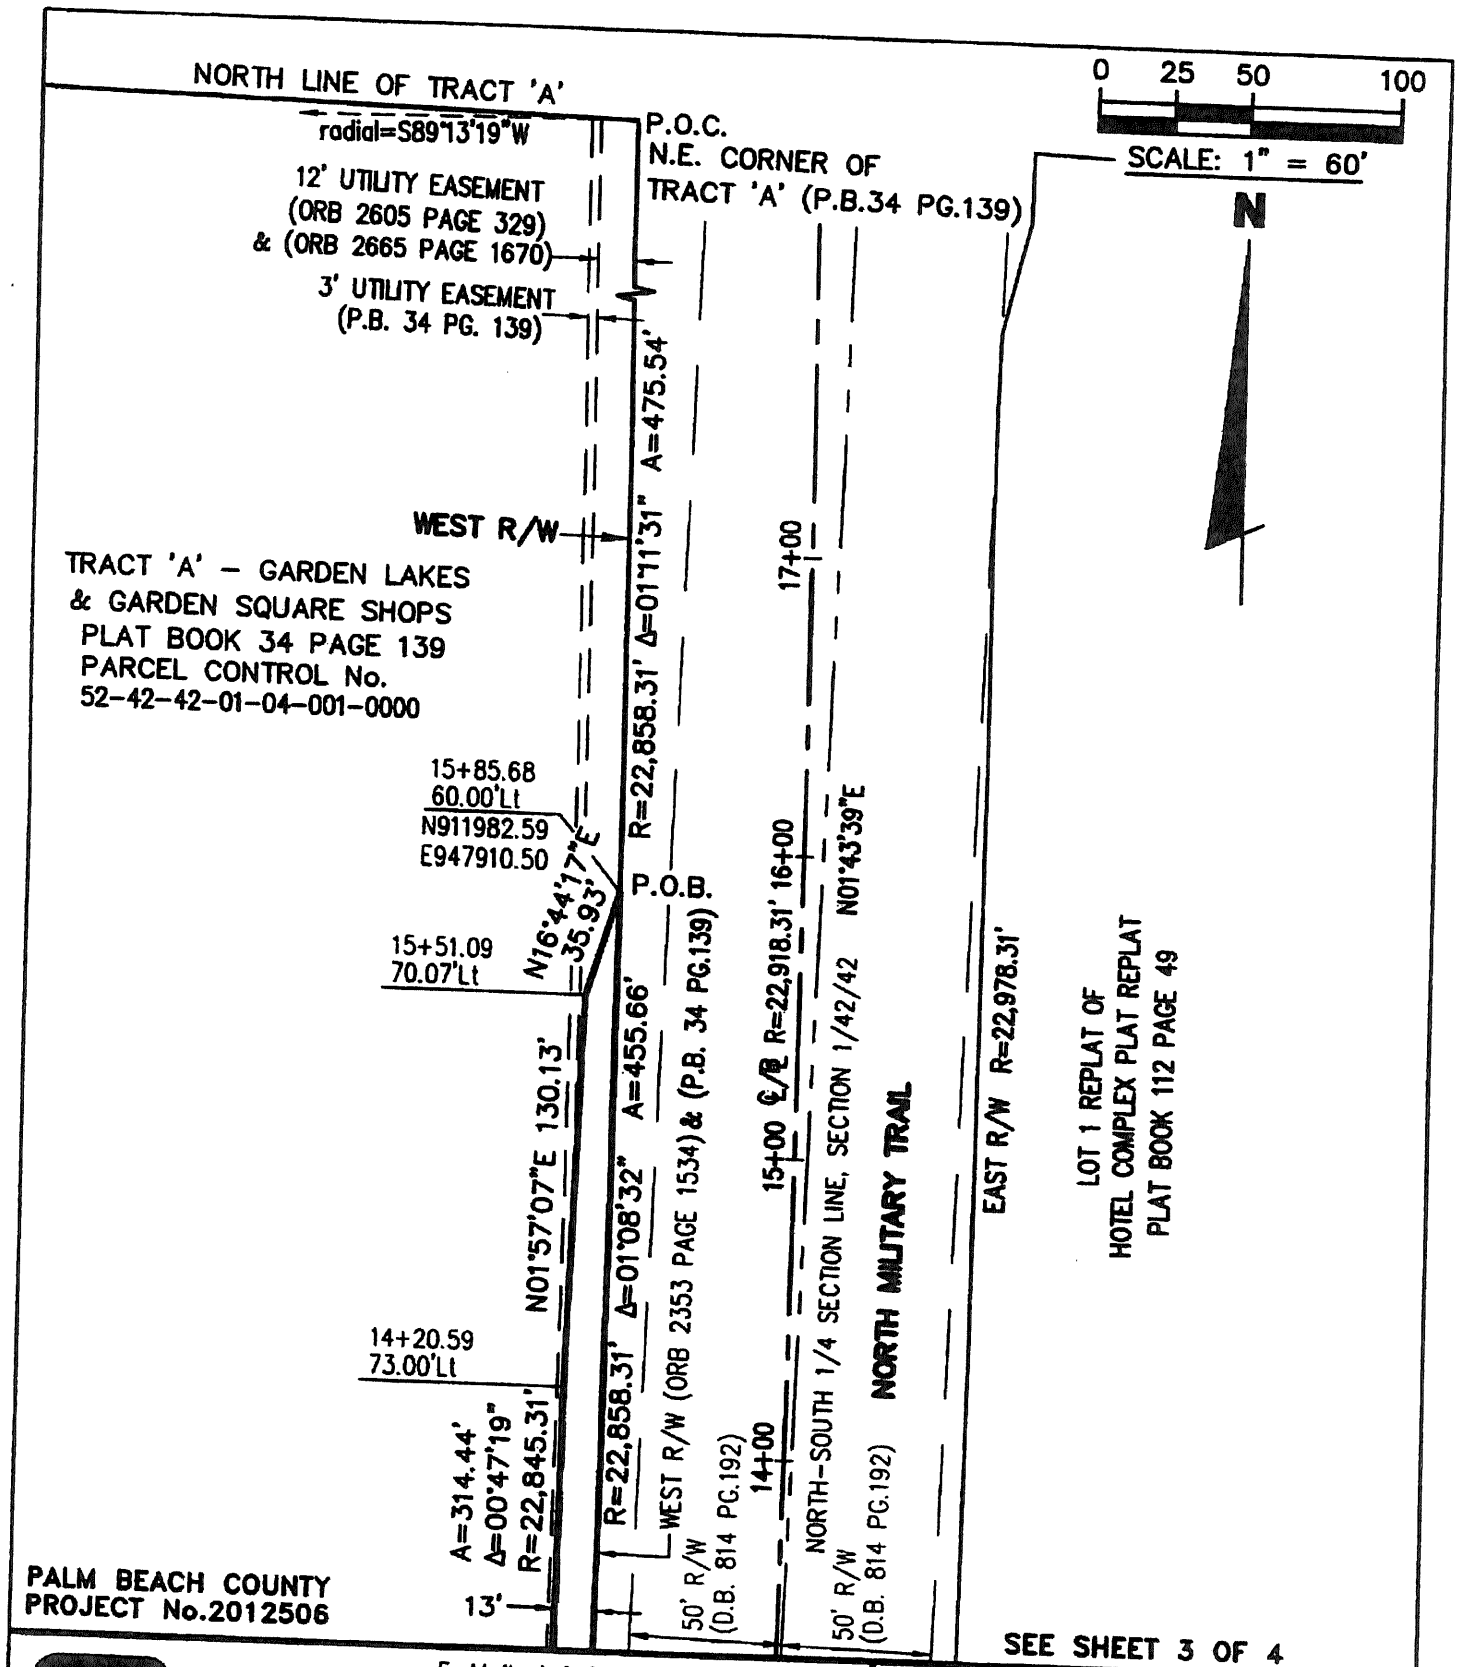 NORTH LINE OF TRACT 'A'
radial=S89°13'19"W
12' UTILITY EASEMENT
(ORB 2605 PAGE 329)
& (ORB 2665 PAGE 1670)
3' UTILITY EASEMENT
(P.B. 34 PG. 139)
P.O.C.
N.E. CORNER OF
TRACT 'A' (P.B.34 PG.139)
0 25 50 100
SCALE: 1" = 60'
N
WEST R/W
TRACT 'A' – GARDEN LAKES
& GARDEN SQUARE SHOPS
PLAT BOOK 34 PAGE 139
PARCEL CONTROL No.
52-42-42-01-04-001-0000
R=22,858.31' Δ=01°11'31" A=475.54'
17+00
15+85.68
60.00'Lt
N911982.59
E947910.50
N16°44'17"E
35.93'
P.O.B.
15+51.09
70.07'Lt
N01°57'07"E 130.13'
14+20.59
73.00'Lt
A=314.44'
Δ=00°47'19"
R=22,845.31'
R=22,858.31' Δ=01°08'32" A=455.66'
WEST R/W (ORB 2353 PAGE 1534) & (P.B. 34 PG.139)
50' R/W
(D.B. 814 PG.192)
14+00
15+00 ℄/B R=22,918.31' 16+00
NORTH-SOUTH 1/4 SECTION LINE, SECTION 1/42/42 N01°43'39"E
50' R/W
(D.B. 814 PG.192)
NORTH MILITARY TRAIL
EAST R/W R=22,978.31'
LOT 1 REPLAT OF
HOTEL COMPLEX PLAT REPLAT
PLAT BOOK 112 PAGE 49
PALM BEACH COUNTY
PROJECT No.2012506
13'
SEE SHEET 3 OF 4